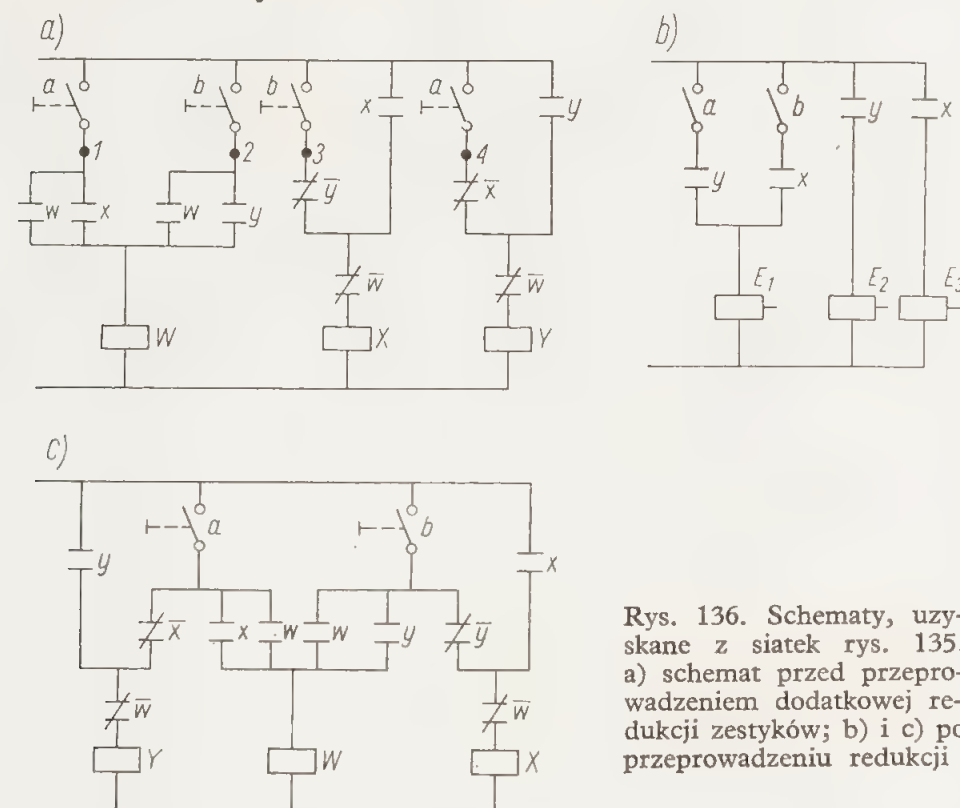 a)
b)
a
b
b
x
a
y
1
2
3
4
w
x
w
y
y̅
x̅
w̅
w̅
W
X
Y
a
b
y
x
y
x
E₁
E₂
E₃
c)
a
b
y
x
x̅
x
w
w
y
y̅
w̅
w̅
Y
W
X
Rys. 136. Schematy, uzy-
skane z siatek rys. 135.
a) schemat przed przepro-
wadzeniem dodatkowej re-
dukcji zestyków; b) i c) po
przeprowadzeniu redukcji